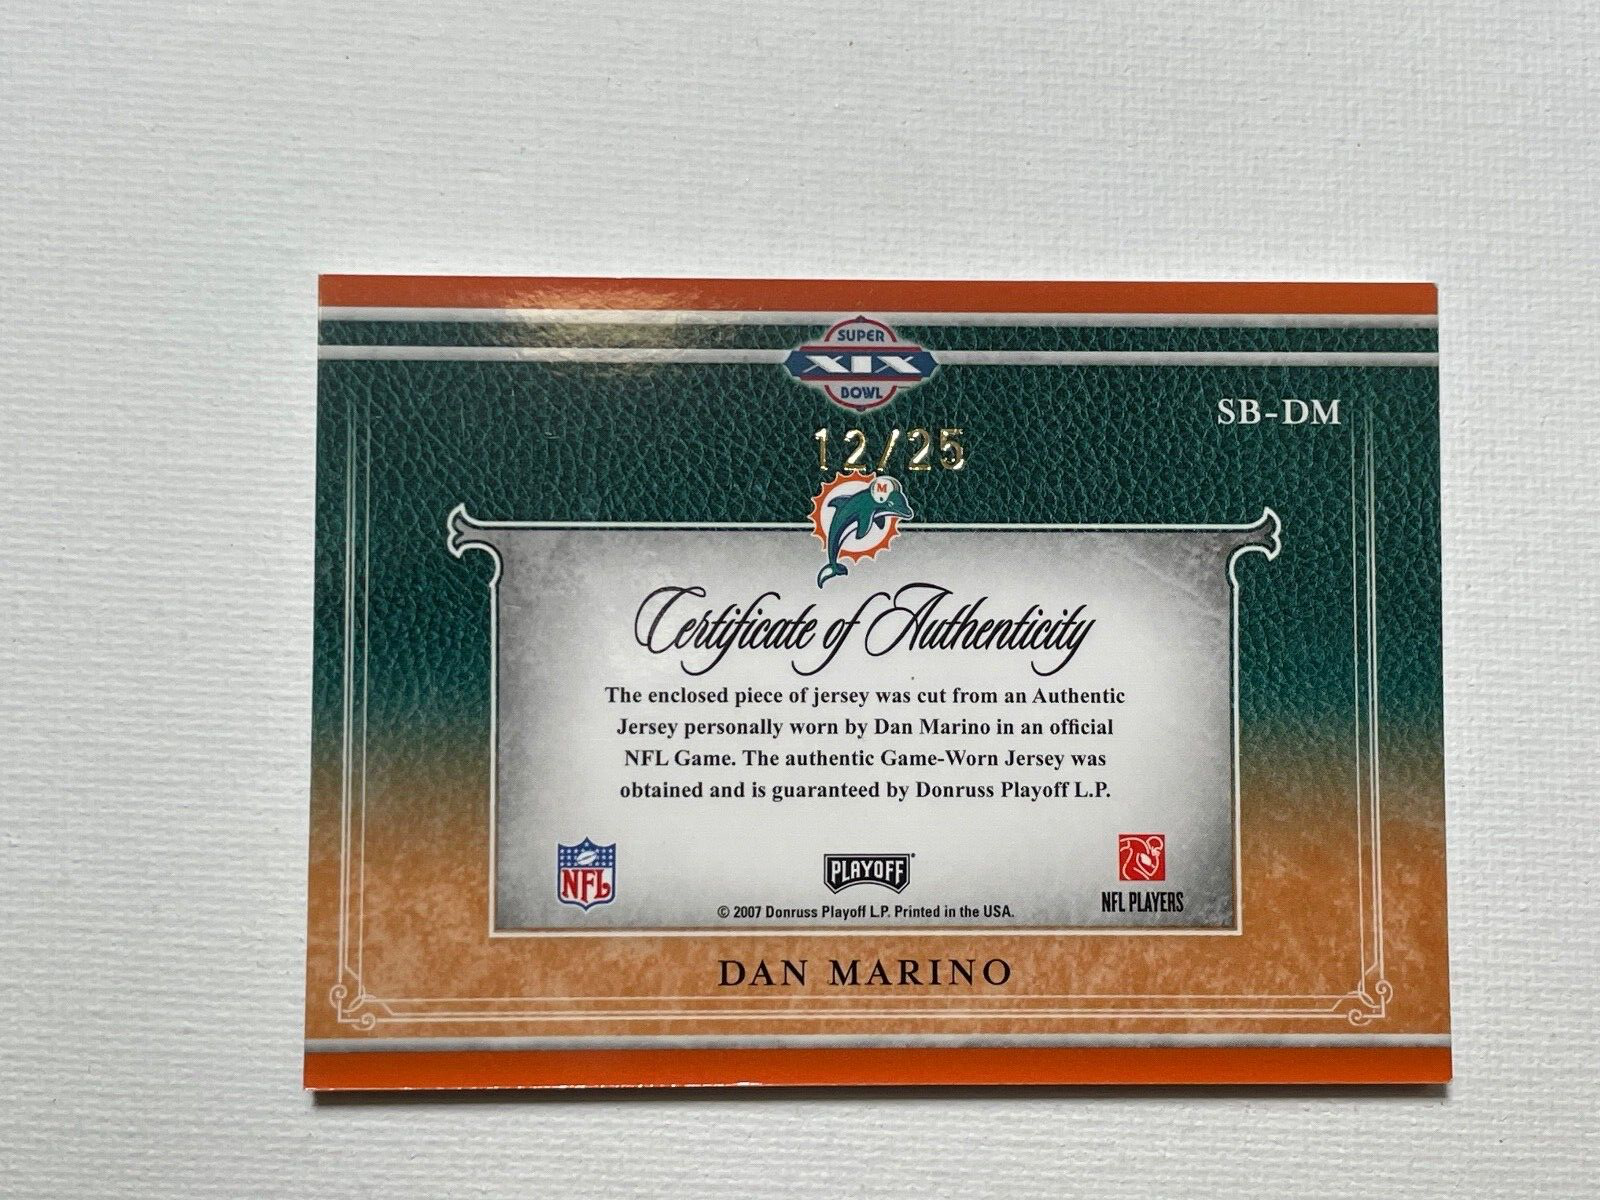 SUPER
XIX
BOWL
SB-DM
12/25
M
Certificate of Authenticity
The enclosed piece of jersey was cut from an Authentic
Jersey personally worn by Dan Marino in an official
NFL Game. The authentic Game-Worn Jersey was
obtained and is guaranteed by Donruss Playoff L.P.
NFL
PLAYOFF
NFL PLAYERS
© 2007 Donruss Playoff L.P. Printed in the USA.
DAN MARINO